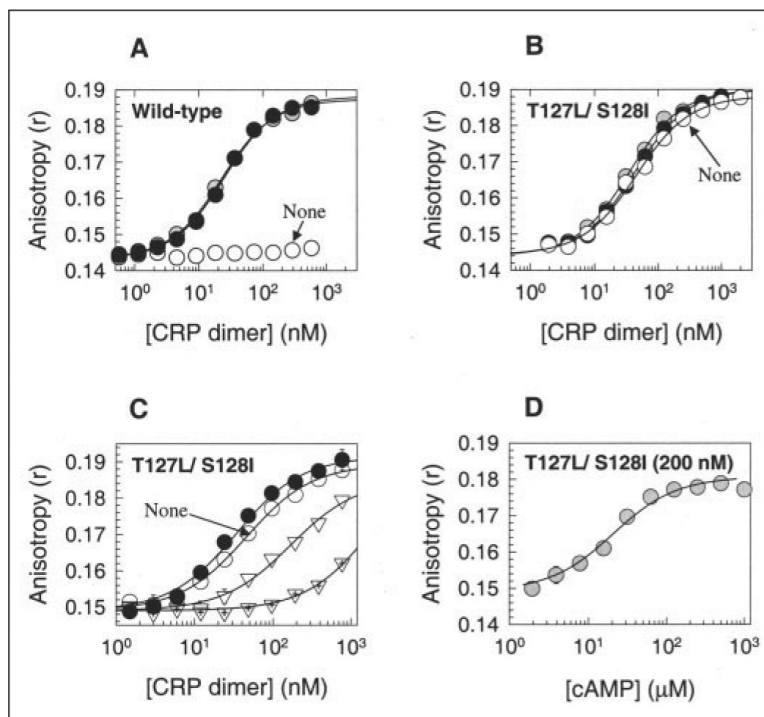 A
Wild-type
None
Anisotropy (r)
0.19
0.18
0.17
0.16
0.15
0.14
10⁰ 10¹ 10² 10³
[CRP dimer] (nM)
B
T127L/ S128I
None
Anisotropy (r)
0.19
0.18
0.17
0.16
0.15
0.14
10⁰ 10¹ 10² 10³
[CRP dimer] (nM)
C
T127L/ S128I
None
Anisotropy (r)
0.19
0.18
0.17
0.16
0.15
10⁰ 10¹ 10² 10³
[CRP dimer] (nM)
D
T127L/ S128I (200 nM)
Anisotropy (r)
0.19
0.18
0.17
0.16
0.15
0.14
10⁰ 10¹ 10² 10³
[cAMP] (μM)